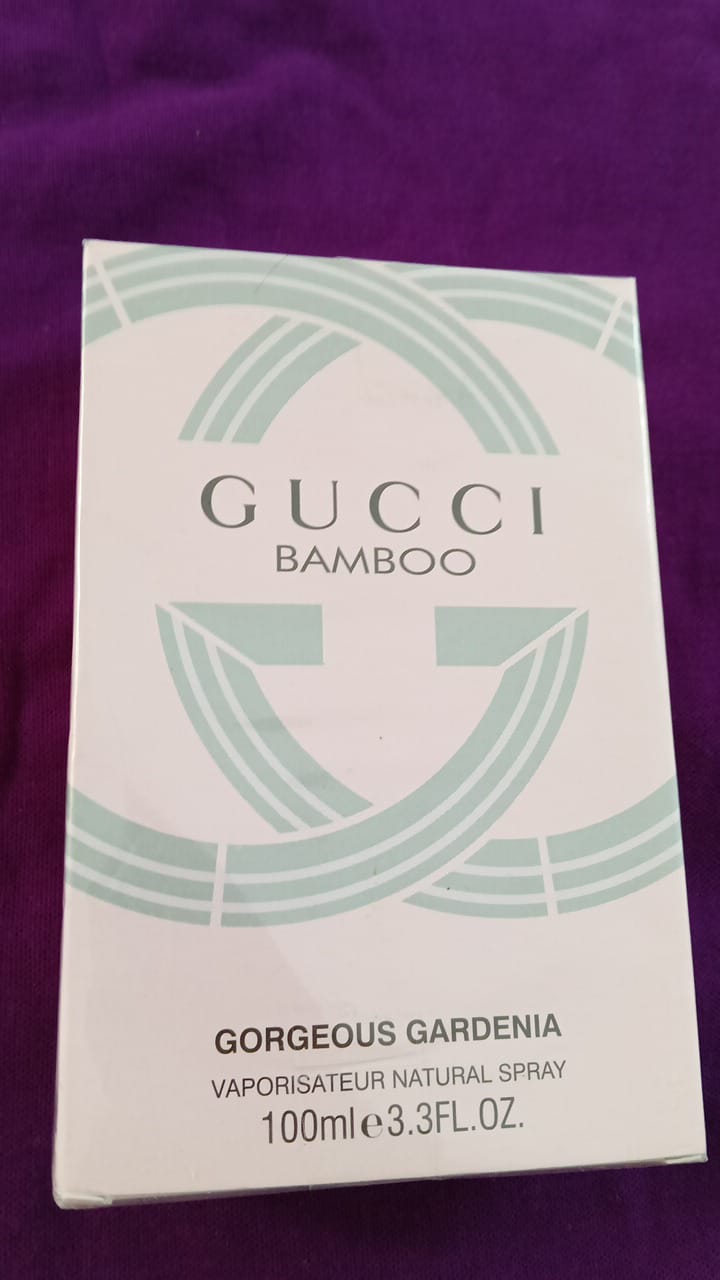 GUCCI
BAMBOO
GORGEOUS GARDENIA
VAPORISATEUR NATURAL SPRAY
100ml℮3.3FL.OZ.